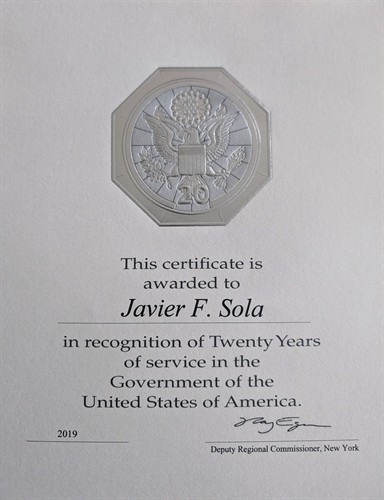 20
This certificate is
awarded to
Javier F. Sola
in recognition of Twenty Years
of service in the
Government of the
United States of America.
2019
Deputy Regional Commissioner, New York